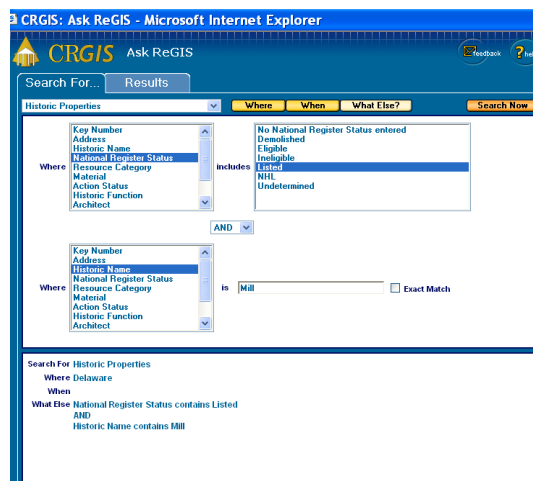 CRGIS: Ask ReGIS - Microsoft Internet Explorer
CRGIS Ask ReGIS
feedback
? hel
Search For... Results
Historic Properties Where When What Else? Search Now
Where
Key Number
Address
Historic Name
National Register Status
Resource Category
Material
Action Status
Historic Function
Architect
includes
No National Register Status entered
Demolished
Eligible
Ineligible
Listed
NHL
Undetermined
AND
Where
Key Number
Address
Historic Name
National Register Status
Resource Category
Material
Action Status
Historic Function
Architect
is Mill Exact Match
Search For Historic Properties
Where Delaware
When
What Else National Register Status contains Listed
AND
Historic Name contains Mill